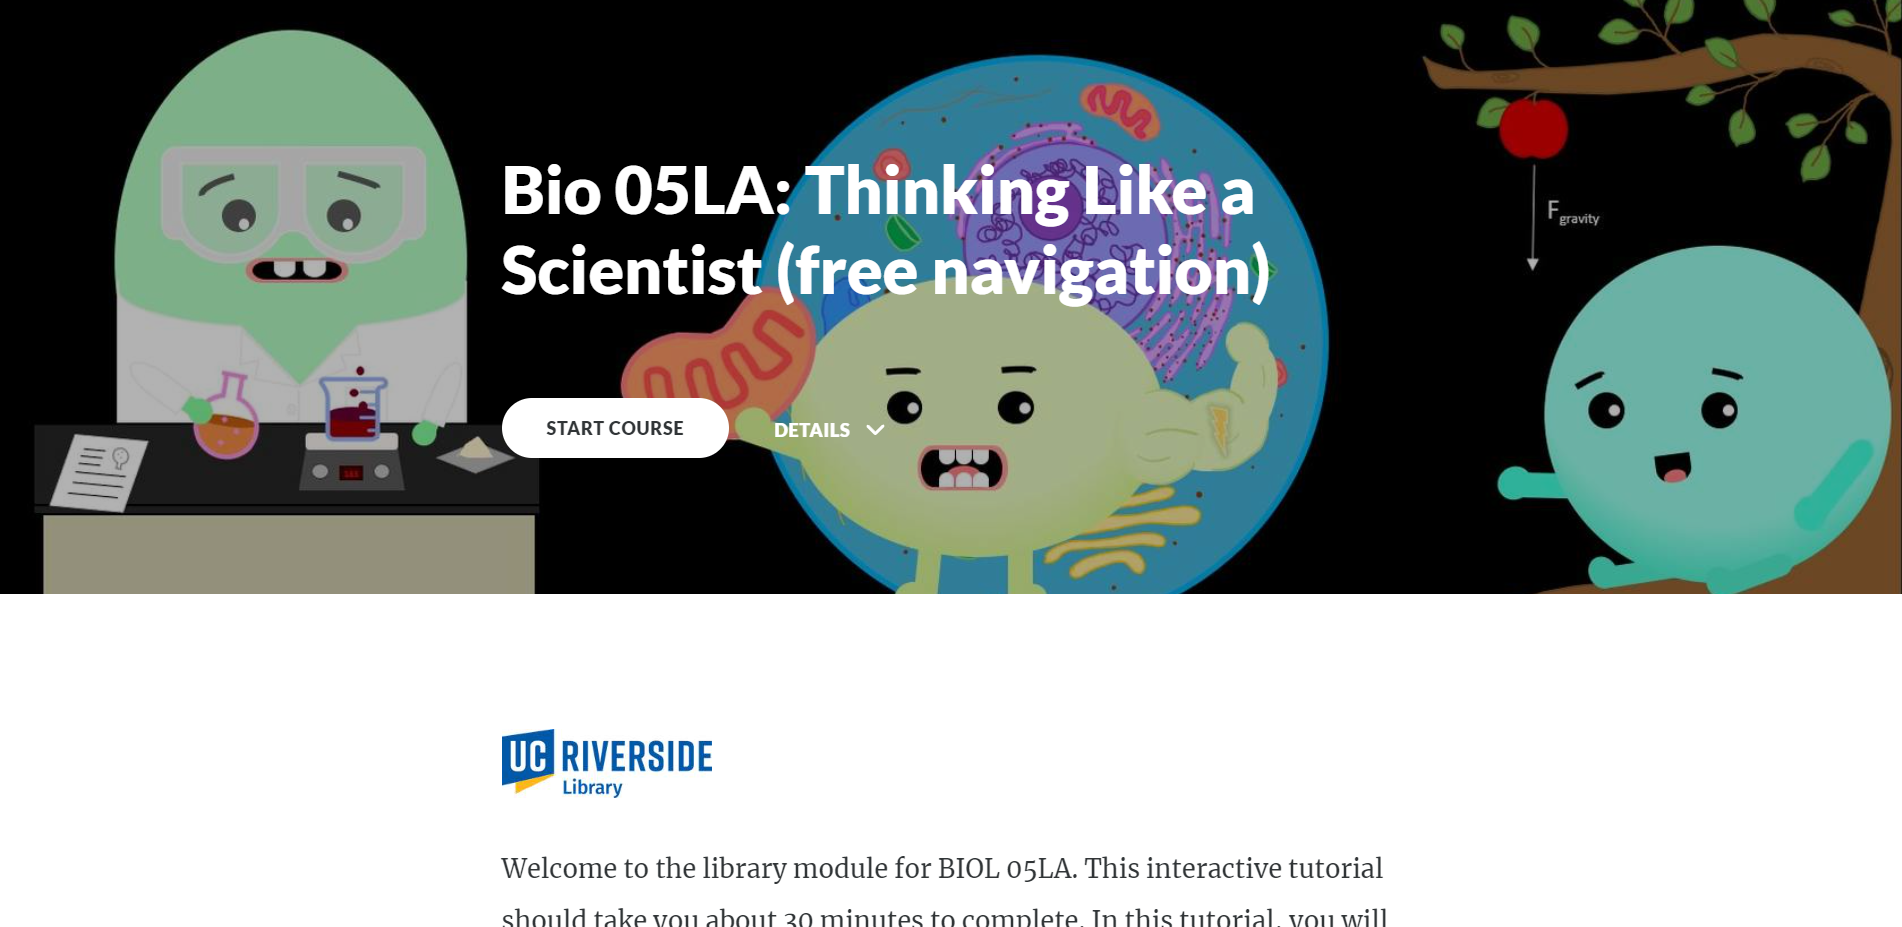 Bio 05LA: Thinking Like a
Scientist (free navigation)
F gravity
START COURSE
DETAILS
UC RIVERSIDE
Library
Welcome to the library module for BIOL 05LA. This interactive tutorial
should take you about 30 minutes to complete. In this tutorial, you will